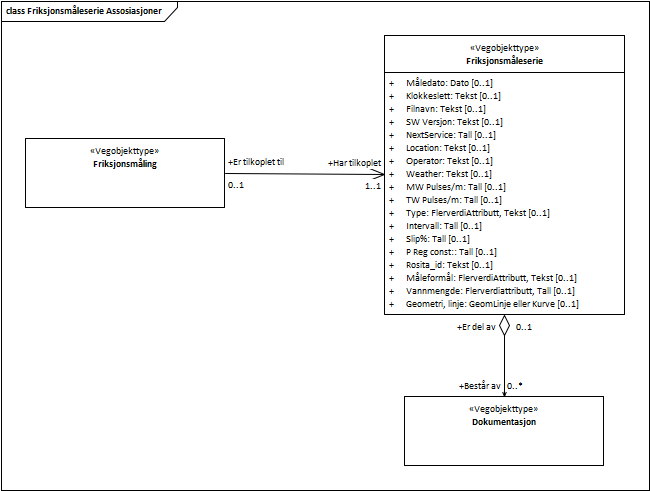 class Friksjonsmåleserie Assosiasjoner
«Vegobjekttype»
Friksjonsmåleserie
+ Måledato: Dato [0..1]
+ Klokkeslett: Tekst [0..1]
+ Filnavn: Tekst [0..1]
+ SW Versjon: Tekst [0..1]
+ NextService: Tall [0..1]
+ Location: Tekst [0..1]
+ Operator: Tekst [0..1]
+ Weather: Tekst [0..1]
+ MW Pulses/m: Tall [0..1]
+ TW Pulses/m: Tall [0..1]
+ Type: FlerverdiAttributt, Tekst [0..1]
+ Intervall: Tall [0..1]
+ Slip%: Tall [0..1]
+ P Reg const:: Tall [0..1]
+ Rosita_id: Tekst [0..1]
+ Måleformål: FlerverdiAttributt, Tekst [0..1]
+ Vannmengde: Flerverdiattributt, Tall [0..1]
+ Geometri, linje: GeomLinje eller Kurve [0..1]
«Vegobjekttype»
Friksjonsmåling
+Er tilkoplet til
+Har tilkoplet
0..1
1..1
+Er del av
0..1
+Består av
0..*
«Vegobjekttype»
Dokumentasjon